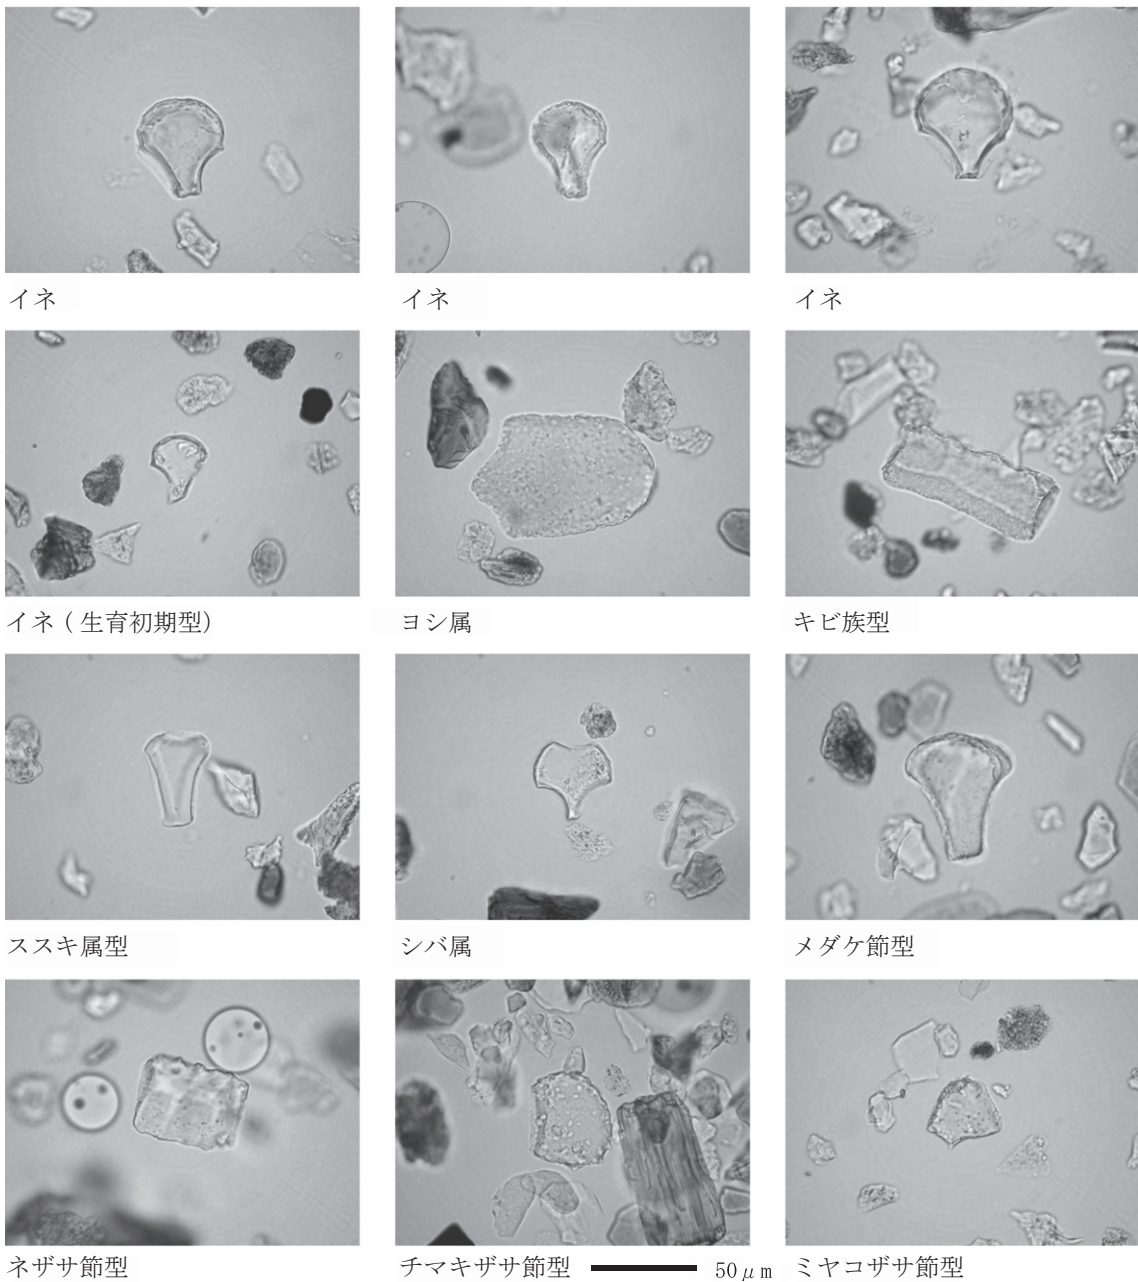 イネ
イネ
イネ
イネ ( 生育初期型)
ヨシ属
キビ族型
ススキ属型
シバ属
メダケ節型
ネザサ節型
チマキザサ節型
50μm
ミヤコザサ節型